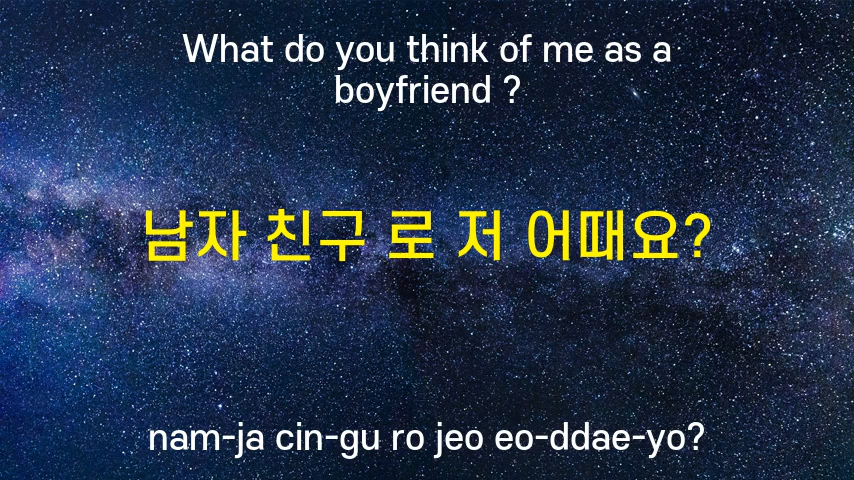 What do you think of me as a
boyfriend ?
남자 친구 로 저 어때요?
nam-ja cin-gu ro jeo eo-ddae-yo?